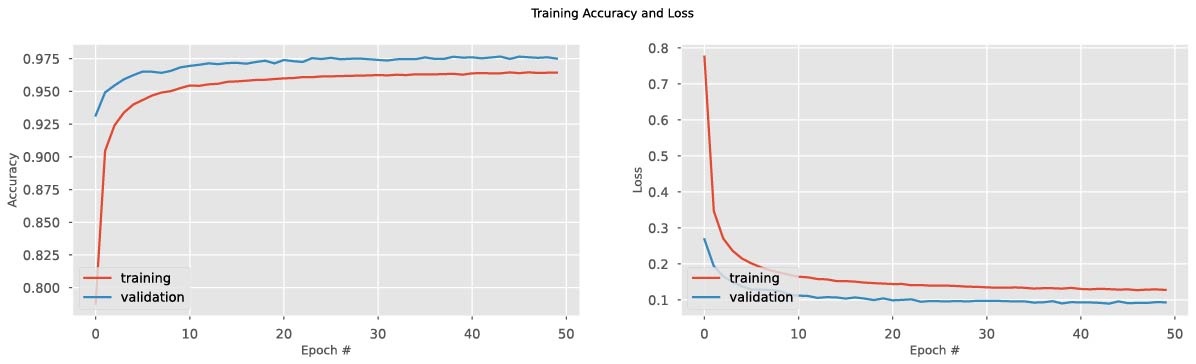 Training Accuracy and Loss
Accuracy
0.975
0.950
0.925
0.900
0.875
0.850
0.825
0.800
training
validation
0 10 20 30 40 50
Epoch #
Loss
0.8
0.7
0.6
0.5
0.4
0.3
0.2
0.1
training
validation
0 10 20 30 40 50
Epoch #